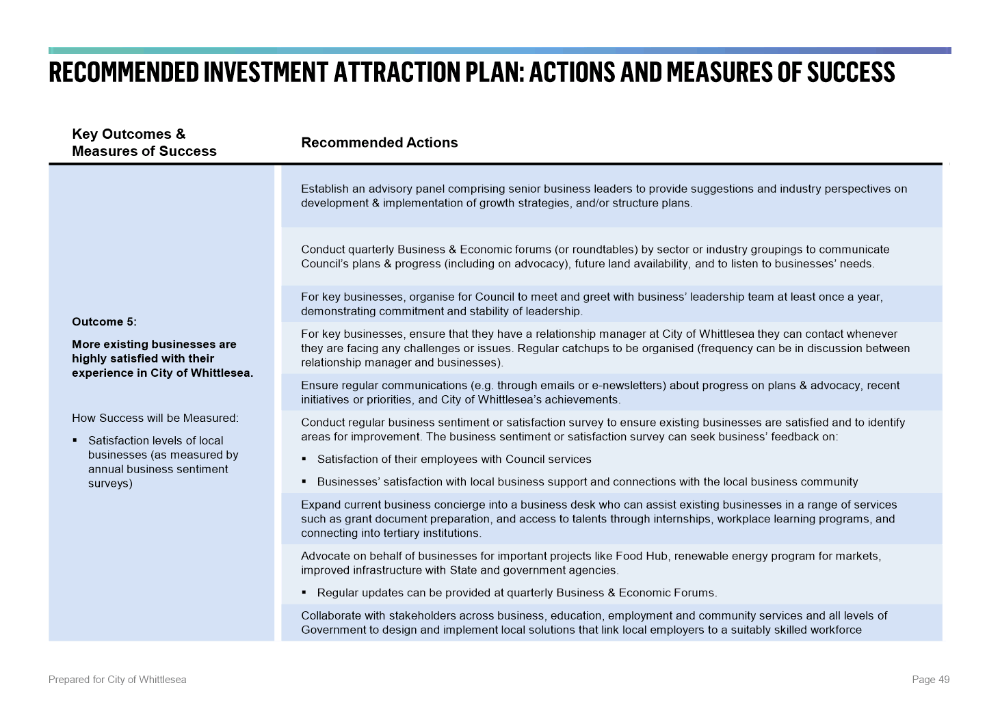 RECOMMENDED INVESTMENT ATTRACTION PLAN: ACTIONS AND MEASURES OF SUCCESS
Key Outcomes &
Measures of Success
Recommended Actions
Outcome 5:
More existing businesses are
highly satisfied with their
experience in City of Whittlesea.
How Success will be Measured:
▪ Satisfaction levels of local
businesses (as measured by
annual business sentiment
surveys)
Establish an advisory panel comprising senior business leaders to provide suggestions and industry perspectives on
development & implementation of growth strategies, and/or structure plans.
Conduct quarterly Business & Economic forums (or roundtables) by sector or industry groupings to communicate
Council’s plans & progress (including on advocacy), future land availability, and to listen to businesses’ needs.
For key businesses, organise for Council to meet and greet with business’ leadership team at least once a year,
demonstrating commitment and stability of leadership.
For key businesses, ensure that they have a relationship manager at City of Whittlesea they can contact whenever
they are facing any challenges or issues. Regular catchups to be organised (frequency can be in discussion between
relationship manager and businesses).
Ensure regular communications (e.g. through emails or e-newsletters) about progress on plans & advocacy, recent
initiatives or priorities, and City of Whittlesea’s achievements.
Conduct regular business sentiment or satisfaction survey to ensure existing businesses are satisfied and to identify
areas for improvement. The business sentiment or satisfaction survey can seek business’ feedback on:
▪ Satisfaction of their employees with Council services
▪ Businesses’ satisfaction with local business support and connections with the local business community
Expand current business concierge into a business desk who can assist existing businesses in a range of services
such as grant document preparation, and access to talents through internships, workplace learning programs, and
connecting into tertiary institutions.
Advocate on behalf of businesses for important projects like Food Hub, renewable energy program for markets,
improved infrastructure with State and government agencies.
▪ Regular updates can be provided at quarterly Business & Economic Forums.
Collaborate with stakeholders across business, education, employment and community services and all levels of
Government to design and implement local solutions that link local employers to a suitably skilled workforce
Prepared for City of Whittlesea
Page 49